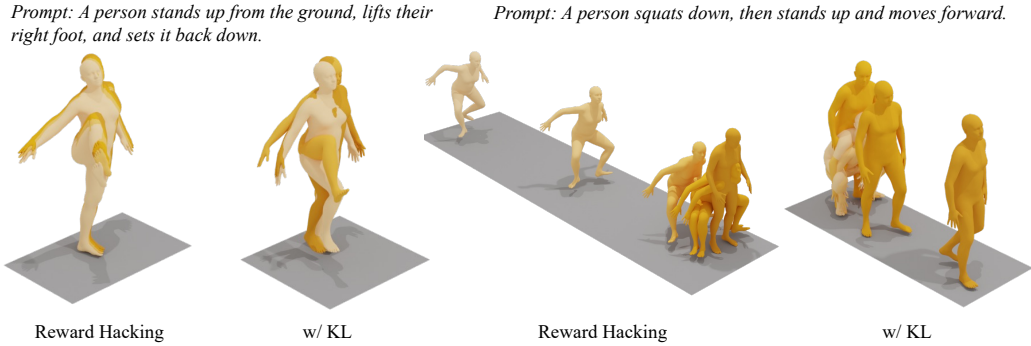 Prompt: A person stands up from the ground, lifts their
right foot, and sets it back down.
Prompt: A person squats down, then stands up and moves forward.
Reward Hacking
w/ KL
Reward Hacking
w/ KL